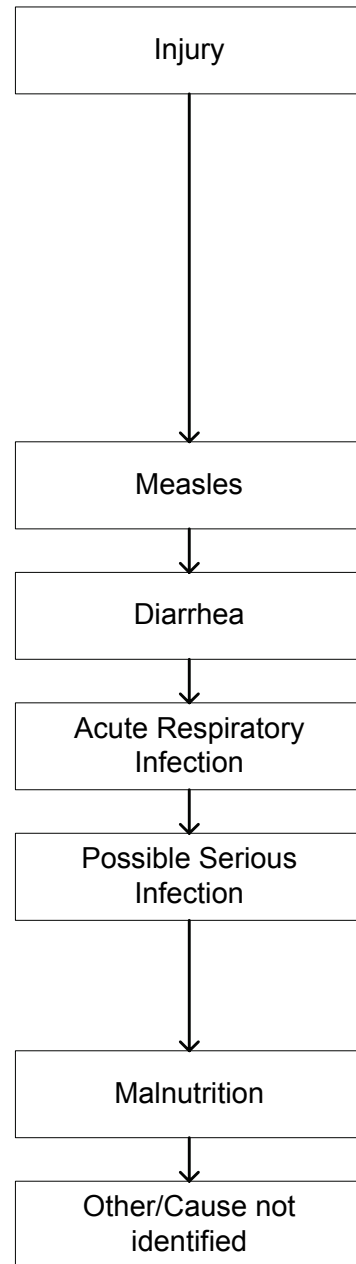 Injury
Measles
Diarrhea
Acute Respiratory
Infection
Possible Serious
Infection
Malnutrition
Other/Cause not
identified